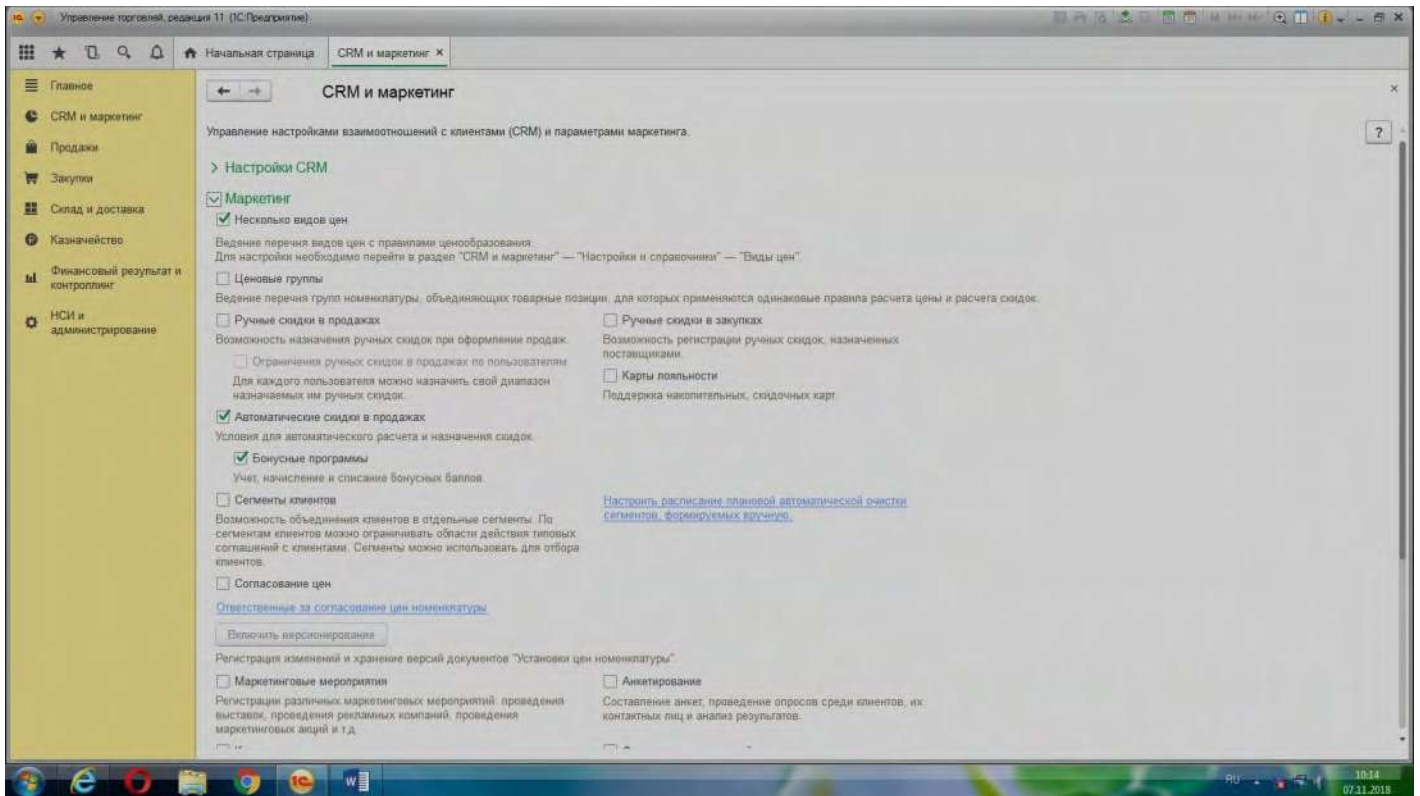 Управление торговлей, редакция 11 (1С:Предприятие)
Начальная страница
CRM и маркетинг ×
Главное
CRM и маркетинг
Продажи
Закупки
Склад и доставка
Казначейство
Финансовый результат и
контроллинг
НСИ и
администрирование
CRM и маркетинг
Управление настройками взаимоотношений с клиентами (CRM) и параметрами маркетинга.
?
Настройки CRM
Маркетинг
Несколько видов цен
Ведение перечня видов цен с правилами ценообразования.
Для настройки необходимо перейти в раздел "CRM и маркетинг" — "Настройки и справочники" — "Виды цен".
Ценовые группы
Ведение перечня групп номенклатуры, объединяющих товарные позиции, для которых применяются одинаковые правила расчета цены и расчета скидок.
Ручные скидки в продажах
Возможность назначения ручных скидок при оформлении продаж.
Ограничения ручных скидок в продажах по пользователям
Для каждого пользователя можно назначить свой диапазон
назначаемых им ручных скидок.
Ручные скидки в закупках
Возможность регистрации ручных скидок, назначенных
поставщиками.
Карты лояльности
Поддержка накопительных, скидочных карт.
Автоматические скидки в продажах
Условия для автоматического расчета и назначения скидок.
Бонусные программы
Учет, начисление и списание бонусных баллов.
Сегменты клиентов
Возможность объединения клиентов в отдельные сегменты. По
сегментам клиентов можно ограничивать области действия типовых
соглашений с клиентами. Сегменты можно использовать для отбора
клиентов.
Настроить расписание плановой автоматической очистки
сегментов, формируемых вручную.
Согласование цен
Ответственные за согласование цен номенклатуры
Включить версионирование
Регистрация изменений и хранение версий документов "Установки цен номенклатуры"
Маркетинговые мероприятия
Регистрации различных маркетинговых мероприятий: проведения
выставок, проведения рекламных компаний, проведения
маркетинговых акций и т.д.
Анкетирование
Составление анкет, проведение опросов среди клиентов, их
контактных лиц и анализ результатов.
RU
10:14
07.11.2018